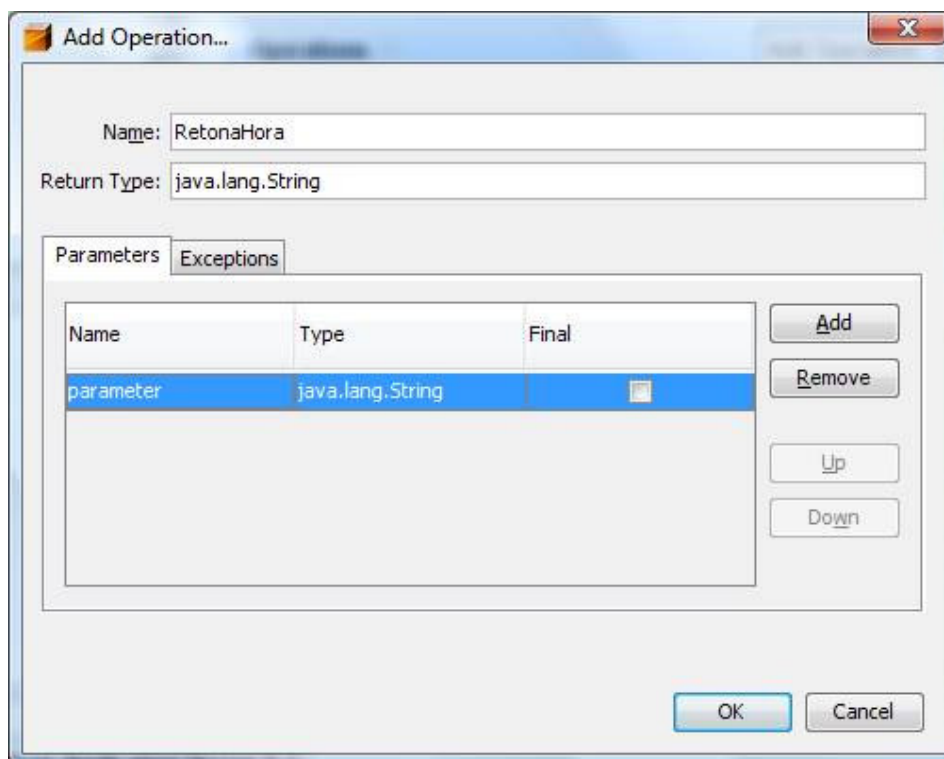 Add Operation...
Name: RetonaHora
Return Type: java.lang.String
Parameters Exceptions
Name Type Final Add
parameter java.lang.String Remove
Up
Down
OK Cancel